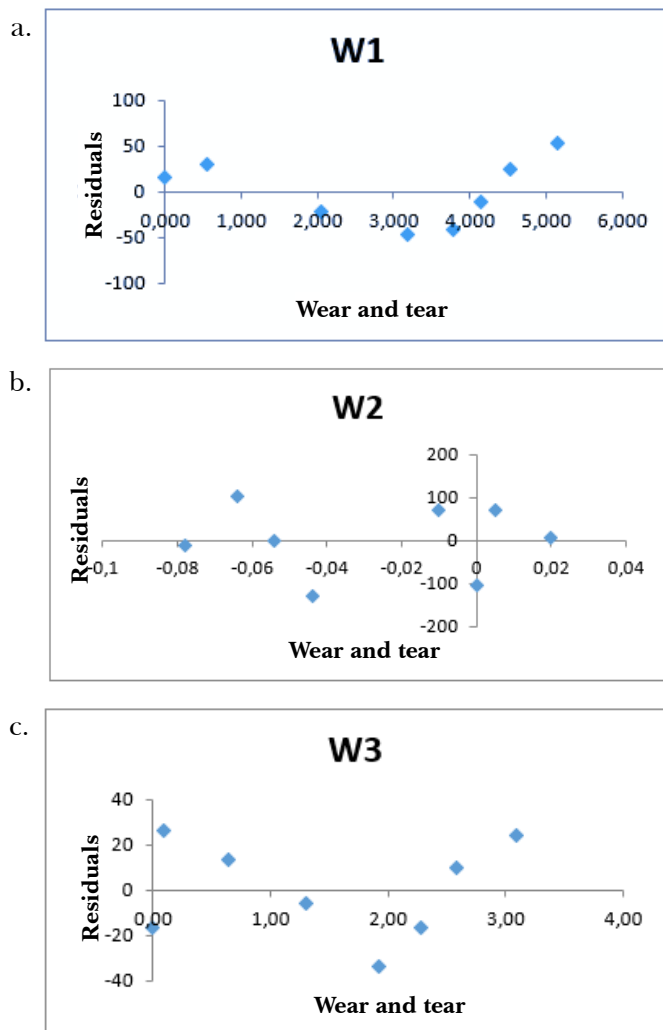 a.
W1
100
50
0
-50
-100
0,000 1,000 2,000 3,000 4,000 5,000 6,000
Residuals
Wear and tear
b.
W2
200
100
0
-100
-200
-0,1 -0,08 -0,06 -0,04 -0,02 0 0,02 0,04
Residuals
Wear and tear
c.
W3
40
20
0
-20
-40
0,00 1,00 2,00 3,00 4,00
Residuals
Wear and tear